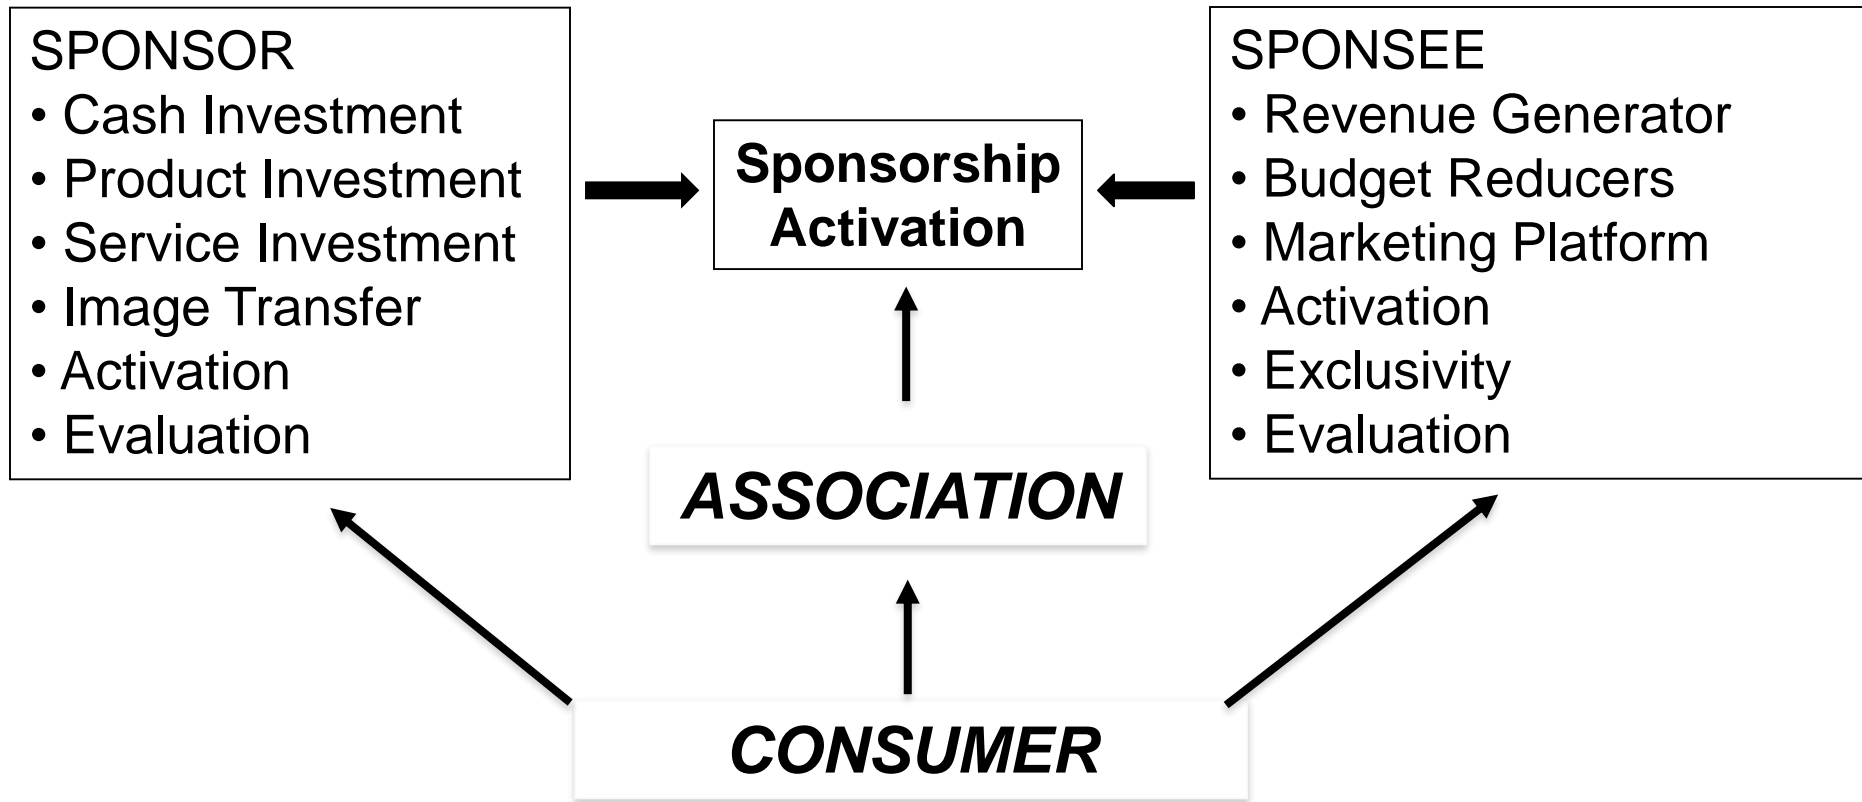 SPONSOR
• Cash Investment
• Product Investment
• Service Investment
• Image Transfer
• Activation
• Evaluation
Sponsorship
Activation
SPONSEE
• Revenue Generator
• Budget Reducers
• Marketing Platform
• Activation
• Exclusivity
• Evaluation
ASSOCIATION
CONSUMER